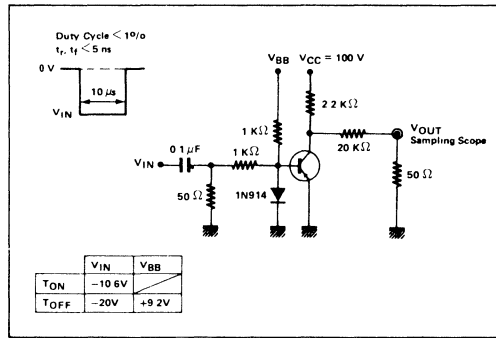 Duty Cycle < 1%
tr, tf < 5 ns
0 V
10 μs
VIN
VBB
VCC = 100 V
1 KΩ
2 2 KΩ
VOUT
Sampling Scope
20 KΩ
0 1 μF
1 KΩ
VIN
50 Ω
1N914
50 Ω
VIN VBB
TON −10 6V
TOFF −20V +9 2V